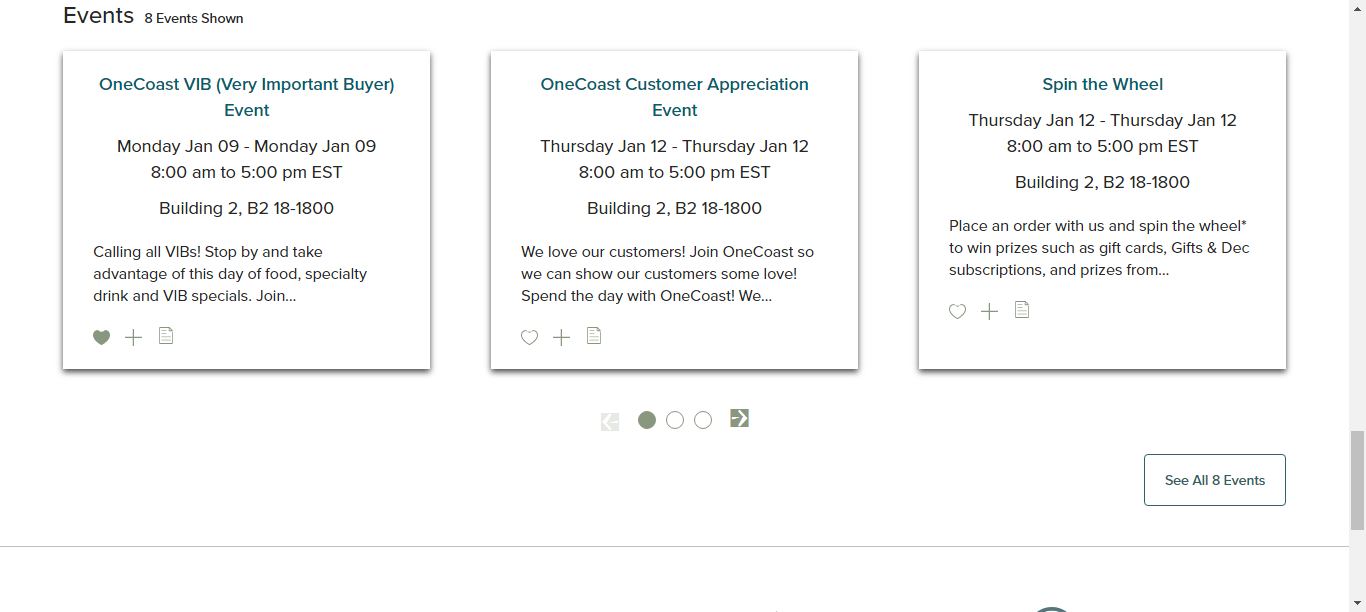 Events 8 Events Shown
OneCoast VIB (Very Important Buyer)
Event
Monday Jan 09 - Monday Jan 09
8:00 am to 5:00 pm EST
Building 2, B2 18-1800
Calling all VIBs! Stop by and take
advantage of this day of food, specialty
drink and VIB specials. Join...
OneCoast Customer Appreciation
Event
Thursday Jan 12 - Thursday Jan 12
8:00 am to 5:00 pm EST
Building 2, B2 18-1800
We love our customers! Join OneCoast so
we can show our customers some love!
Spend the day with OneCoast! We...
Spin the Wheel
Thursday Jan 12 - Thursday Jan 12
8:00 am to 5:00 pm EST
Building 2, B2 18-1800
Place an order with us and spin the wheel*
to win prizes such as gift cards, Gifts & Dec
subscriptions, and prizes from...
See All 8 Events